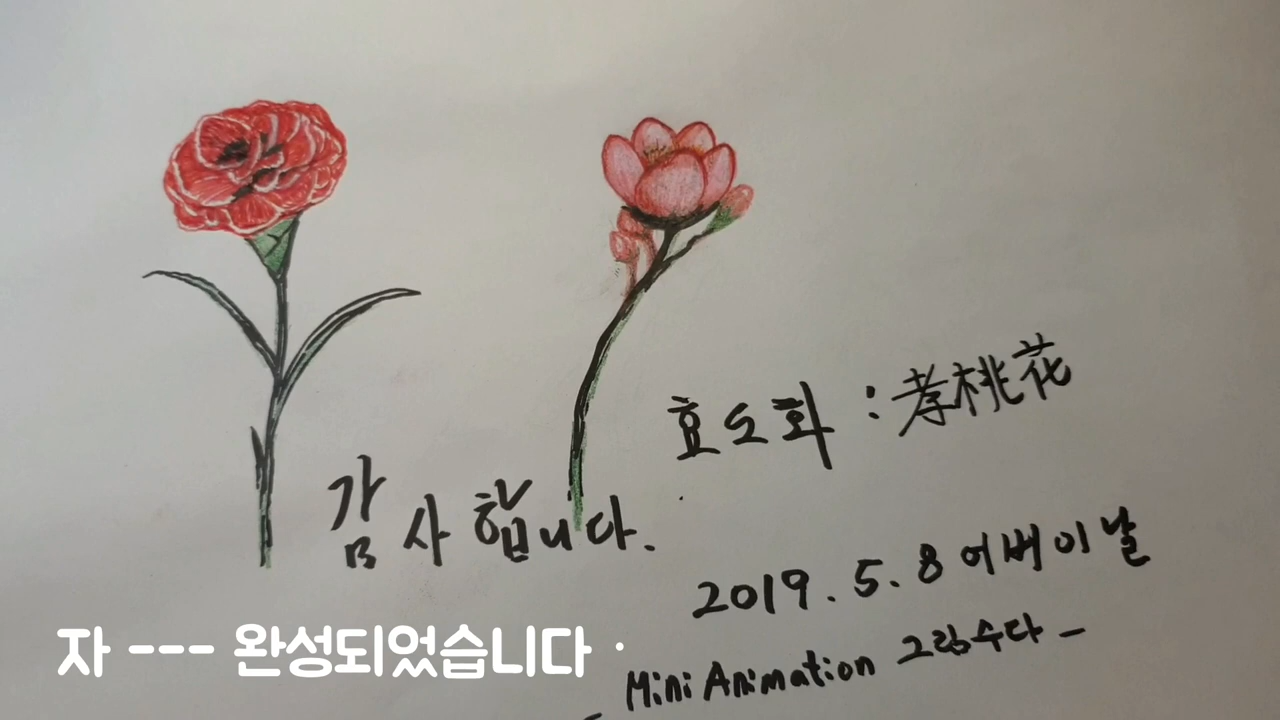 감사합니다.
효도화 : 孝桃花
2019. 5. 8 어버이날
- Mini Animation 그림수다 -
자 --- 완성되었습니다 ·